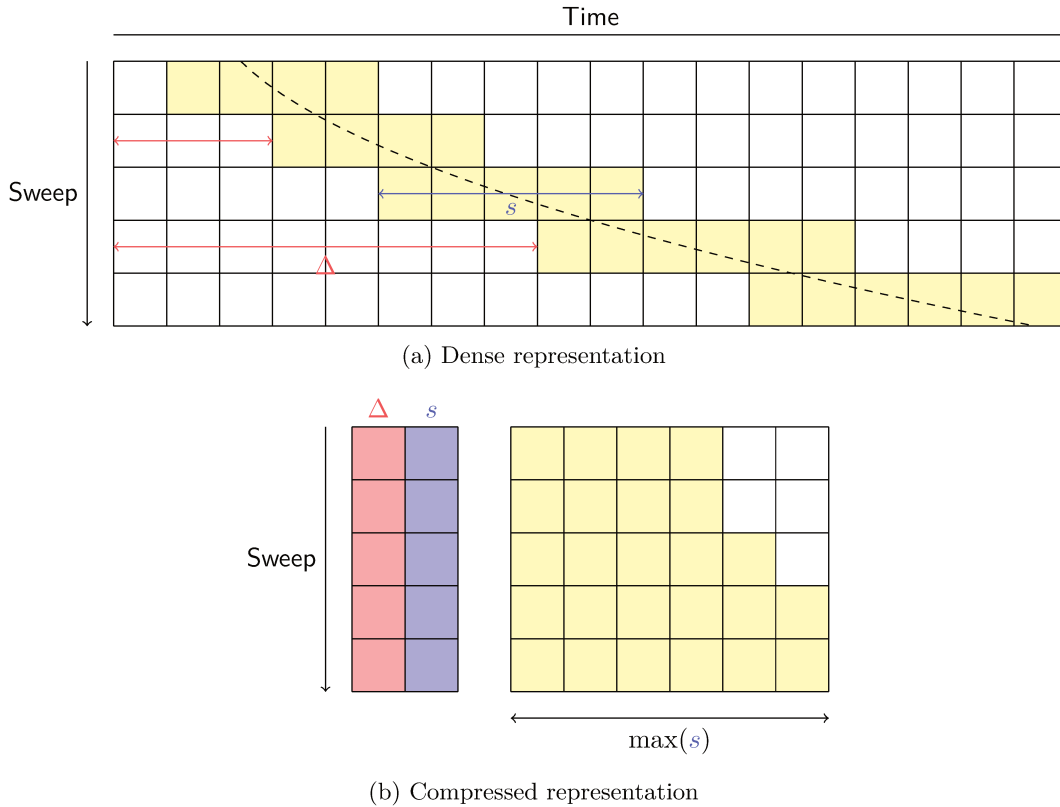 Time
Sweep
s
Δ
(a) Dense representation
Δ s
Sweep
max(s)
(b) Compressed representation